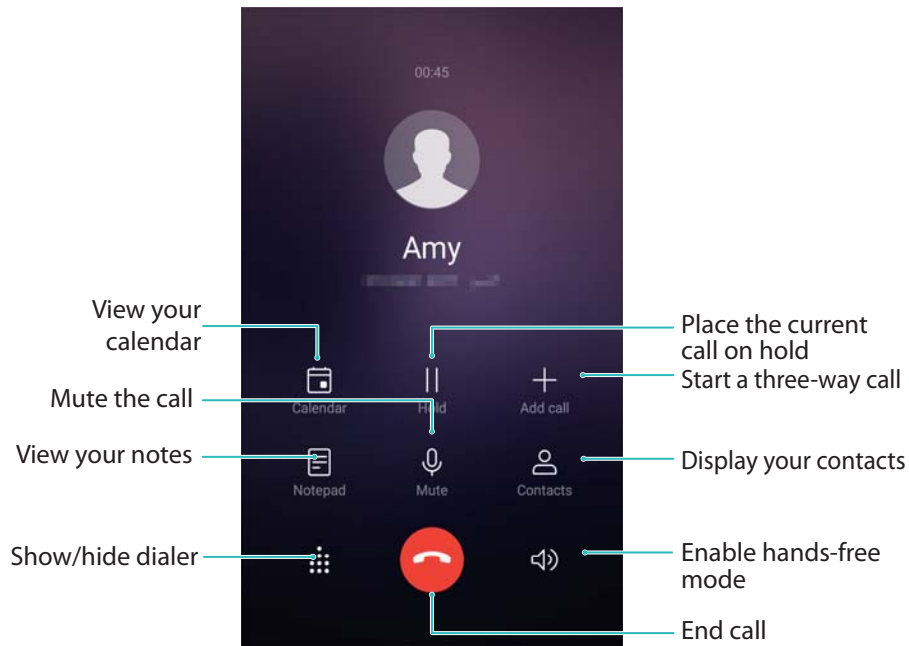 00:45
Amy
View your
calendar
Place the current
call on hold
Start a three-way call
Calendar
Hold
Add call
Mute the call
View your notes
Display your contacts
Notepad
Mute
Contacts
Show/hide dialer
Enable hands-free
mode
End call